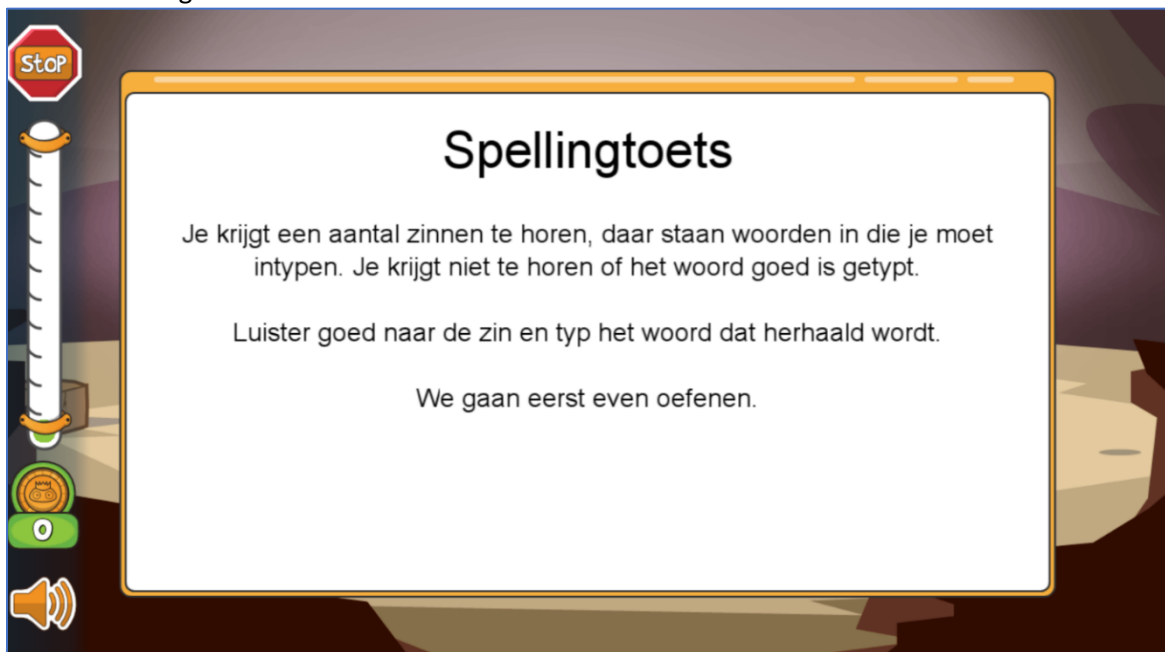 STOP
Spellingtoets
Je krijgt een aantal zinnen te horen, daar staan woorden in die je moet
intypen. Je krijgt niet te horen of het woord goed is getypt.
Luister goed naar de zin en typ het woord dat herhaald wordt.
We gaan eerst even oefenen.
0